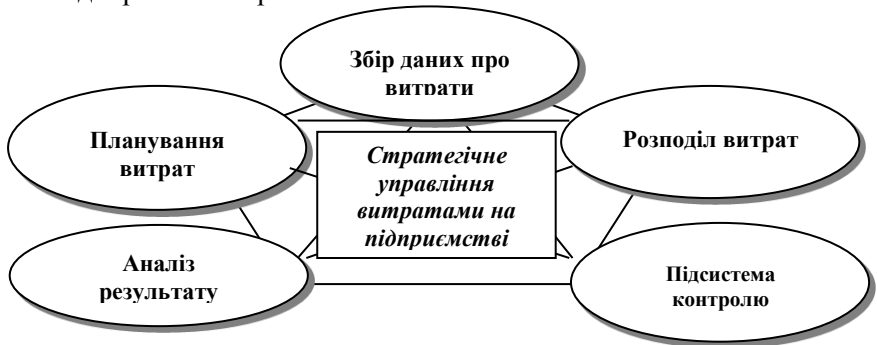 Збір даних про
витрати
Планування
витрат
Розподіл витрат
Стратегічне
управління
витратами на
підприємстві
Аналіз
результату
Підсистема
контролю